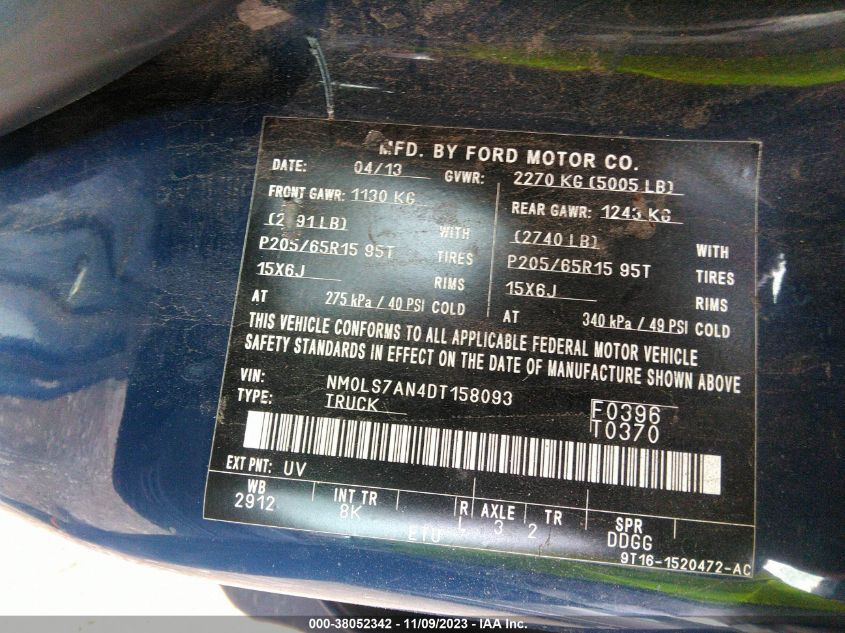 MFD. BY FORD MOTOR CO.
DATE: 04/13 GVWR: 2270 KG (5005 LB)
FRONT GAWR: 1130 KG REAR GAWR: 1243 KG
(2 91 LB) WITH (2740 LB) WITH
P205/65R15 95T TIRES P205/65R15 95T TIRES
15X6J RIMS 15X6J RIMS
AT 275 kPa / 40 PSI COLD AT 340 kPa / 49 PSI COLD
THIS VEHICLE CONFORMS TO ALL APPLICABLE FEDERAL MOTOR VEHICLE
SAFETY STANDARDS IN EFFECT ON THE DATE OF MANUFACTURE SHOWN ABOVE
VIN: NM0LS7AN4DT158093
TYPE: TRUCK
F0396
T0370
EXT PNT: UV
WB INT TR R AXLE TR SPR
2912 8K 3 2 DDGG
ETU
9T16-1520472-AC
000-38052342 - 11/09/2023 - IAA Inc.